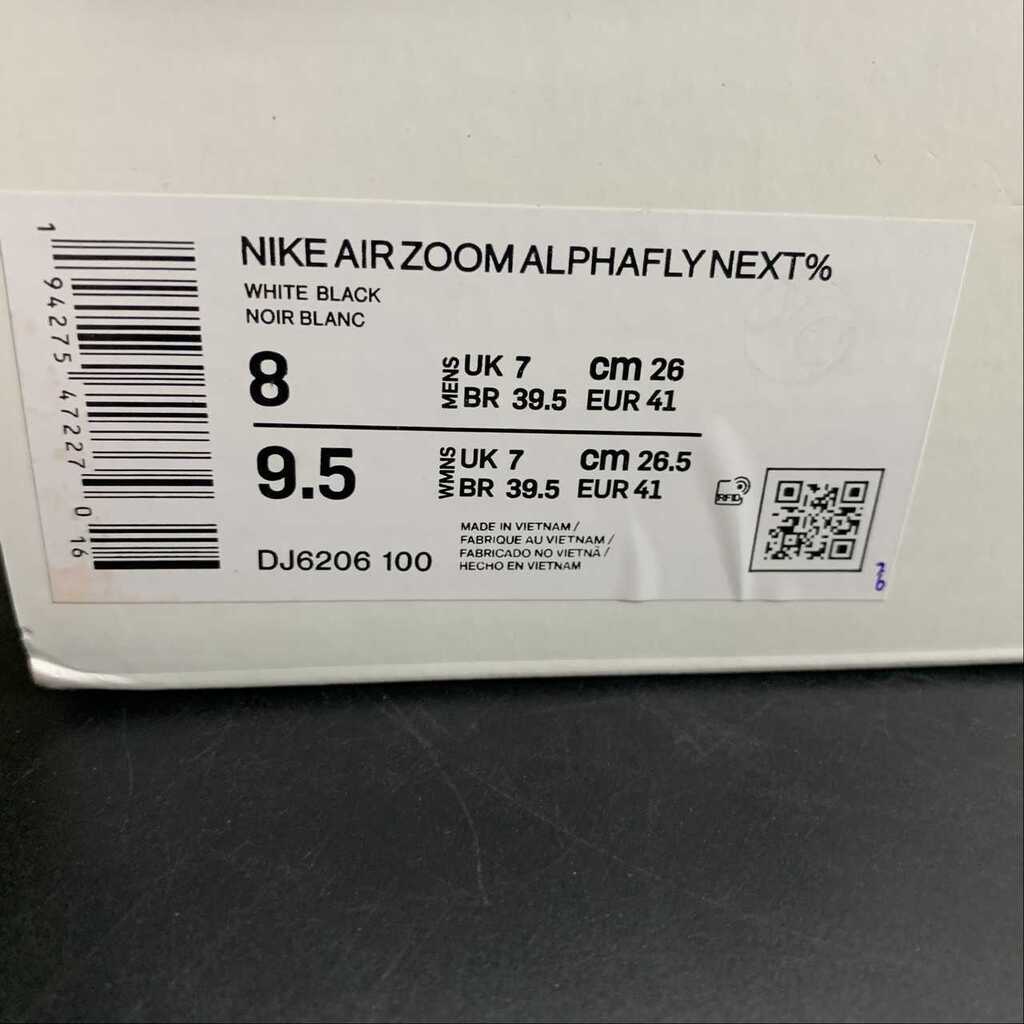 NIKE AIR ZOOM ALPHAFLY NEXT%
WHITE BLACK
NOIR BLANC
8
MENS
UK 7 cm 26
BR 39.5 EUR 41
9.5
WMNS
UK 7 cm 26.5
BR 39.5 EUR 41
DJ6206 100
MADE IN VIETNAM /
FABRIQUE AU VIETNAM /
FABRICADO NO VIETNÃ /
HECHO EN VIETNAM
RFID
1 94275 47227 0 16